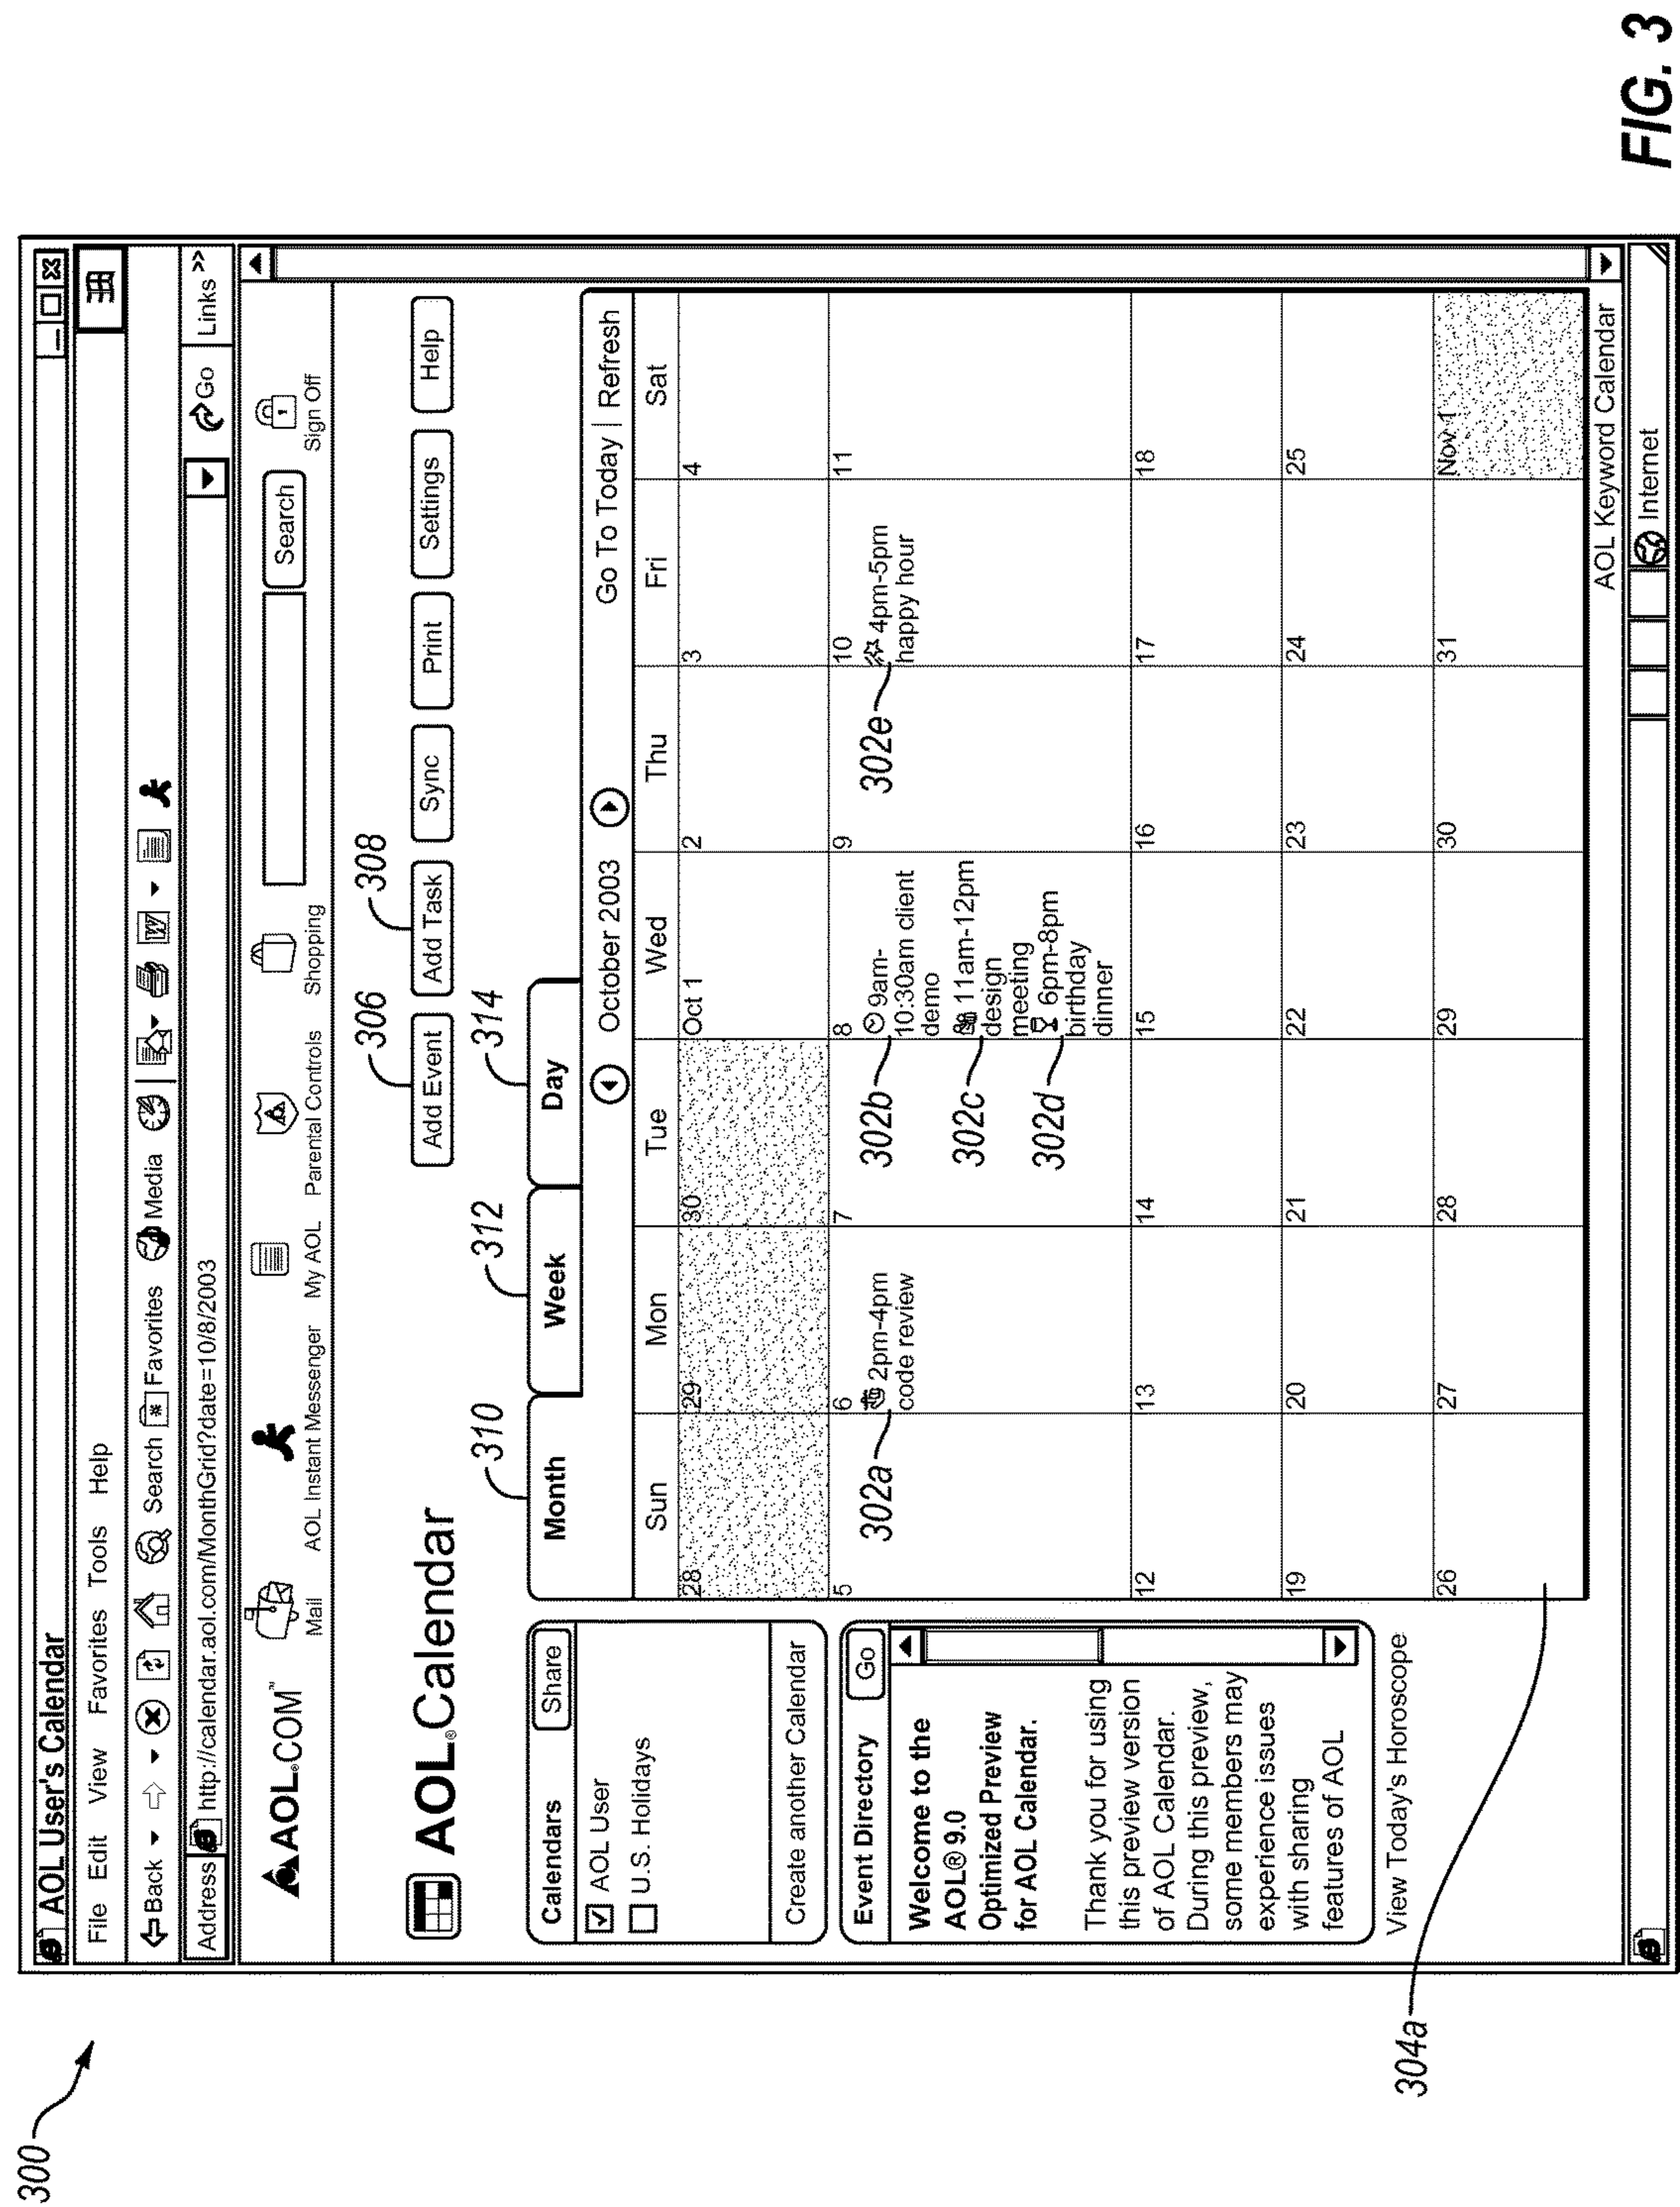 300
AOL User's Calendar
File Edit View Favorites Tools Help
Back Search Favorites Media
Address http://calendar.aol.com/MonthGrid?date=10/8/2003 Go Links >>
AOL®.COM™ Mail AOL Instant Messenger My AOL Parental Controls Shopping Search Sign Off
306 308
AOL®Calendar Add Event Add Task Sync Print Settings Help
310 312 314
Calendars Share
AOL User
U.S. Holidays
Create another Calendar
Event Directory Go
Welcome to the
AOL® 9.0
Optimized Preview
for AOL Calendar.
Thank you for using
this preview version
of AOL Calendar.
During this preview,
some members may
experience issues
with sharing
features of AOL
View Today's Horoscope
Month Week Day
October 2003 Go To Today | Refresh
Sun Mon Tue Wed Thu Fri Sat
28 29 30 Oct 1 2 3 4
5 6 7 8 9 10 11
302a
2pm-4pm
code review
302b
9am-
10:30am client
demo
302c
11am-12pm
design
meeting
302d
6pm-8pm
birthday
dinner
302e
4pm-5pm
happy hour
12 13 14 15 16 17 18
19 20 21 22 23 24 25
26 27 28 29 30 31 Nov 1
304a
AOL Keyword Calendar
Internet
FIG. 3